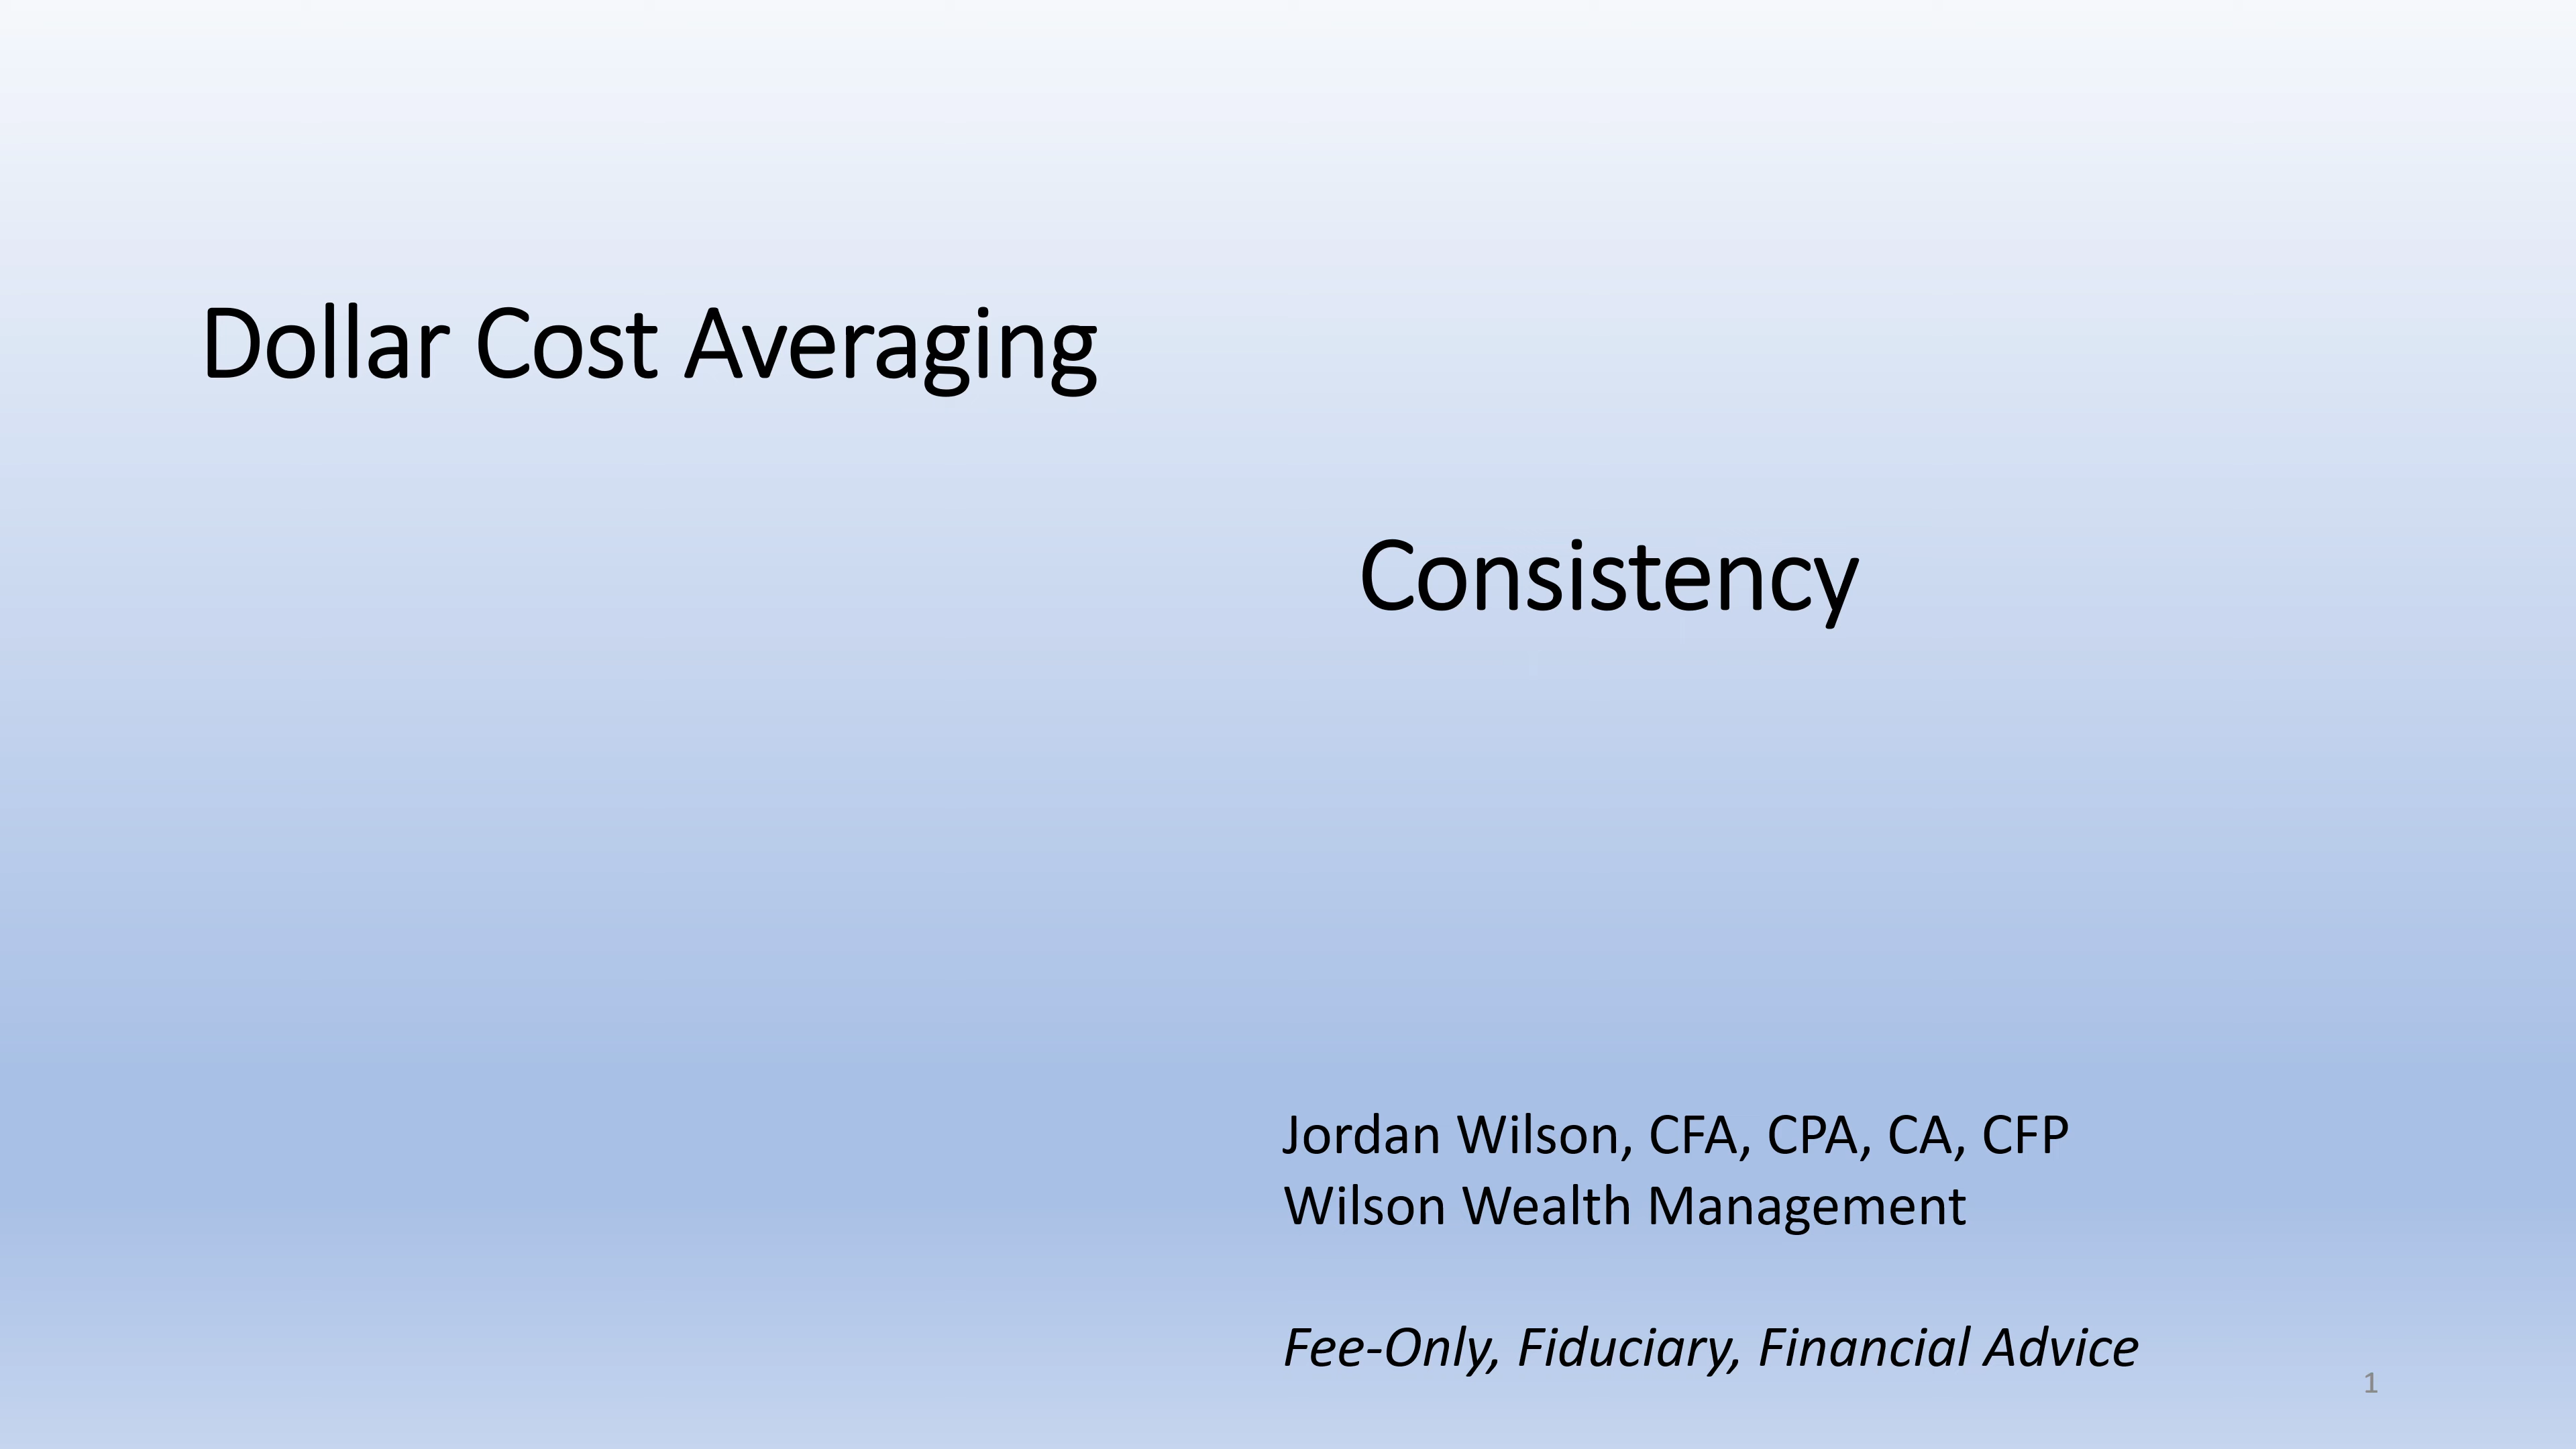 Dollar Cost Averaging
Consistency
Jordan Wilson, CFA, CPA, CA, CFP
Wilson Wealth Management
Fee-Only, Fiduciary, Financial Advice
1